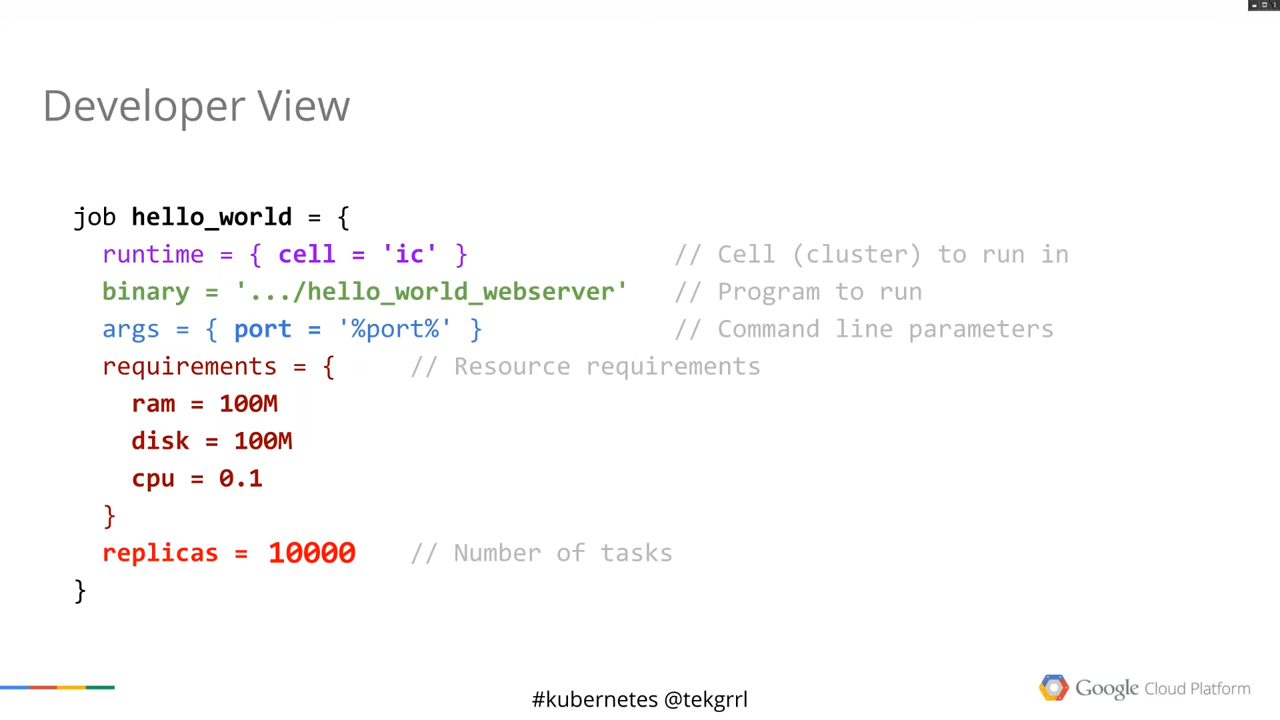 Developer View
job hello_world = {
runtime = { cell = 'ic' } // Cell (cluster) to run in
binary = '.../hello_world_webserver' // Program to run
args = { port = '%port%' } // Command line parameters
requirements = { // Resource requirements
ram = 100M
disk = 100M
cpu = 0.1
}
replicas = 10000 // Number of tasks
}
#kubernetes @tekgrrl
Google Cloud Platform